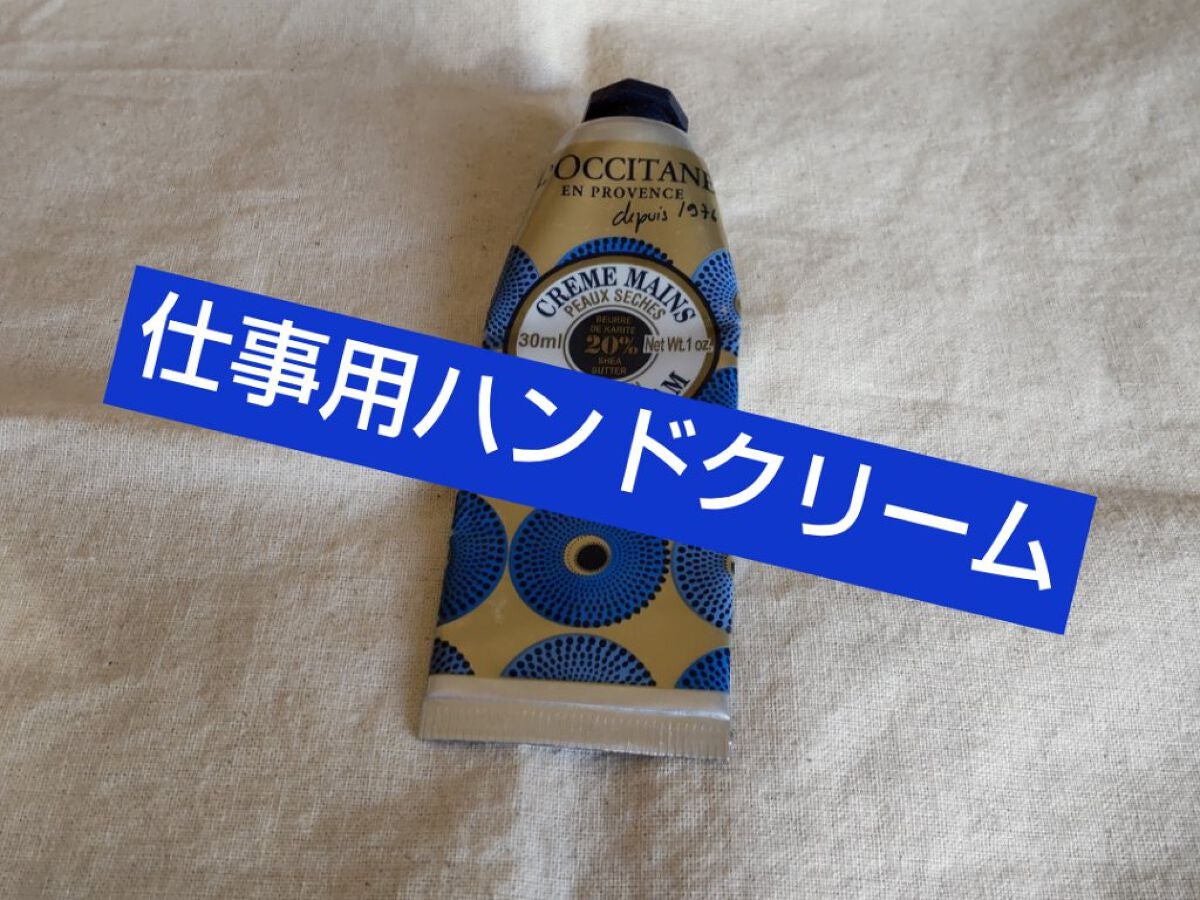 L'OCCITANE
EN PROVENCE
depuis 1976
CREME MAINS
PEAUX SECHES
30ml
BEURRE
DE KARITE
20%
SHEA
BUTTER
Net Wt.1 oz.
仕事用ハンドクリーム